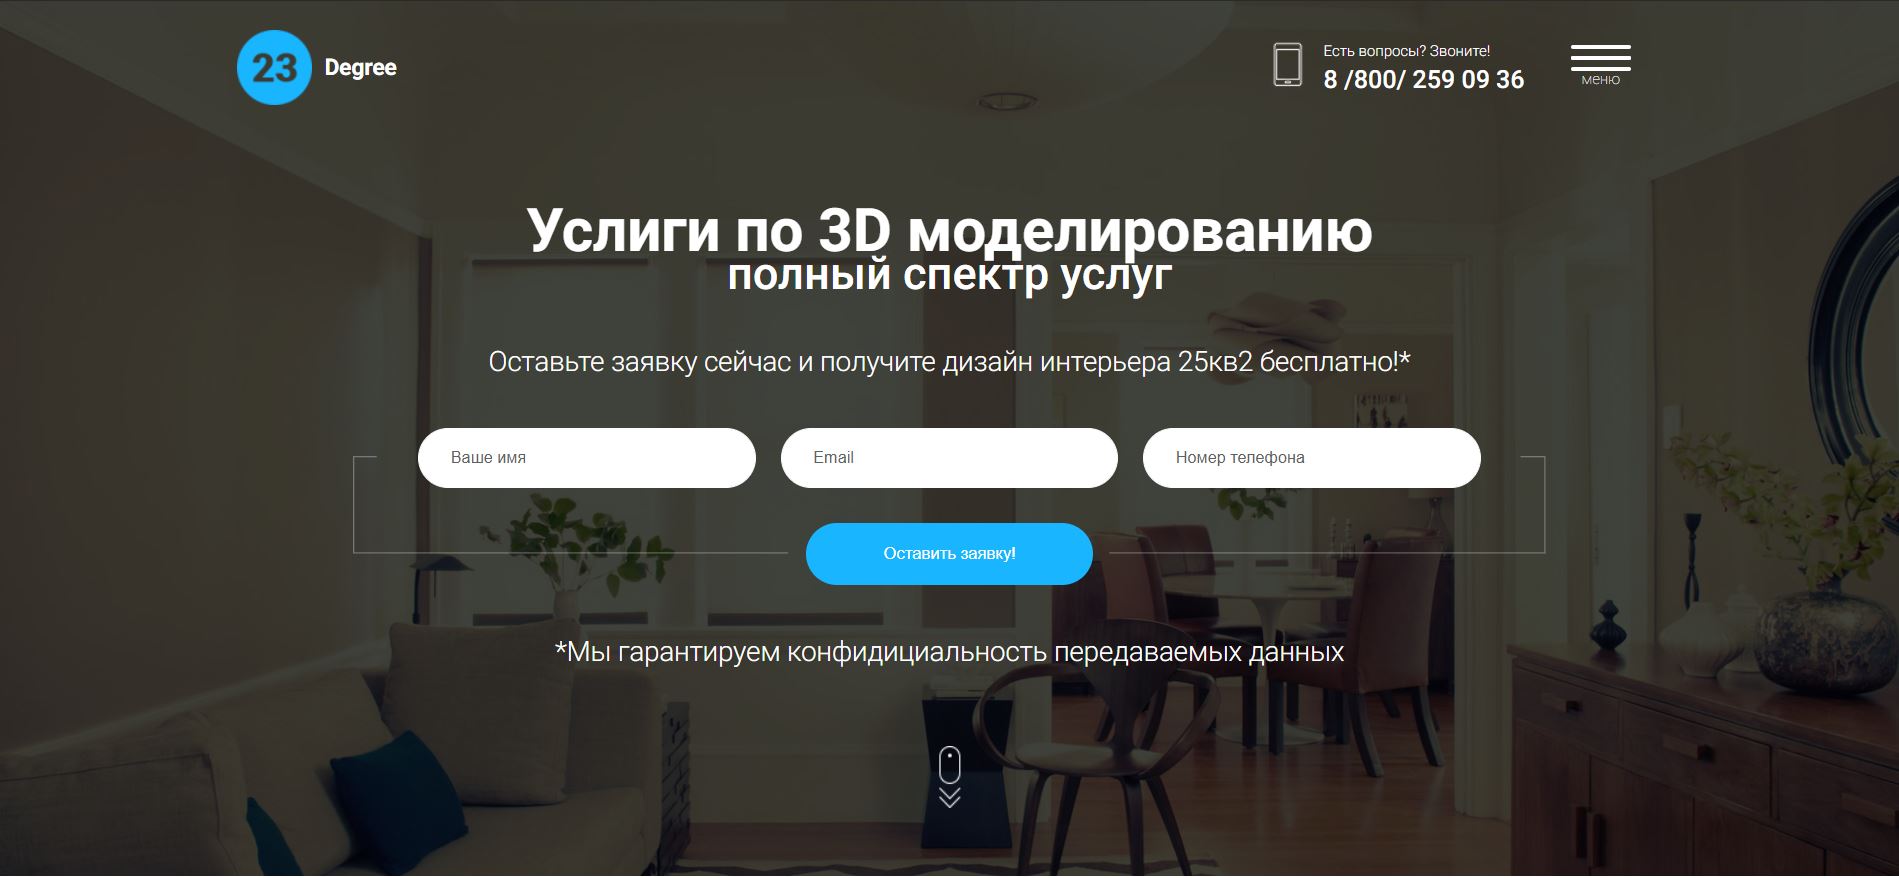 23
Degree
Есть вопросы? Звоните!
8 /800/ 259 09 36
меню
Услиги по 3D моделированию
полный спектр услуг
Оставьте заявку сейчас и получите дизайн интерьера 25кв2 бесплатно!*
Ваше имя
Email
Номер телефона
Оставить заявку!
*Мы гарантируем конфидициальность передаваемых данных